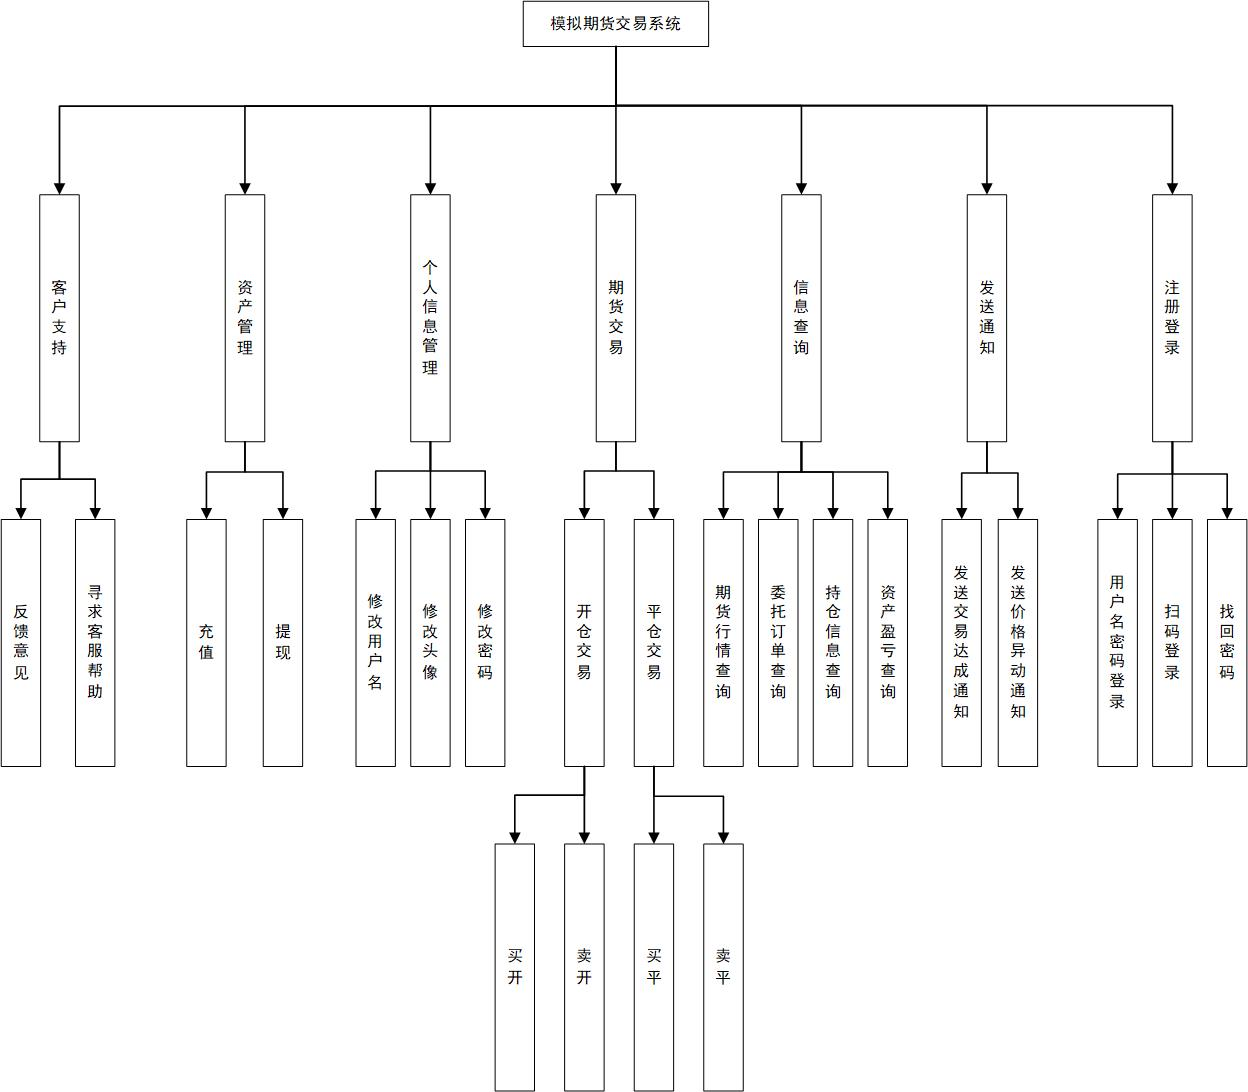 模拟期货交易系统
客户支持
资产管理
个人信息管理
期货交易
信息查询
发送通知
注册登录
反馈意见
寻求客服帮助
充值
提现
修改用户名
修改头像
修改密码
开仓交易
平仓交易
期货行情查询
委托订单查询
持仓信息查询
资产盈亏查询
发送交易达成通知
发送价格异动通知
用户名密码登录
扫码登录
找回密码
买开
卖开
买平
卖平